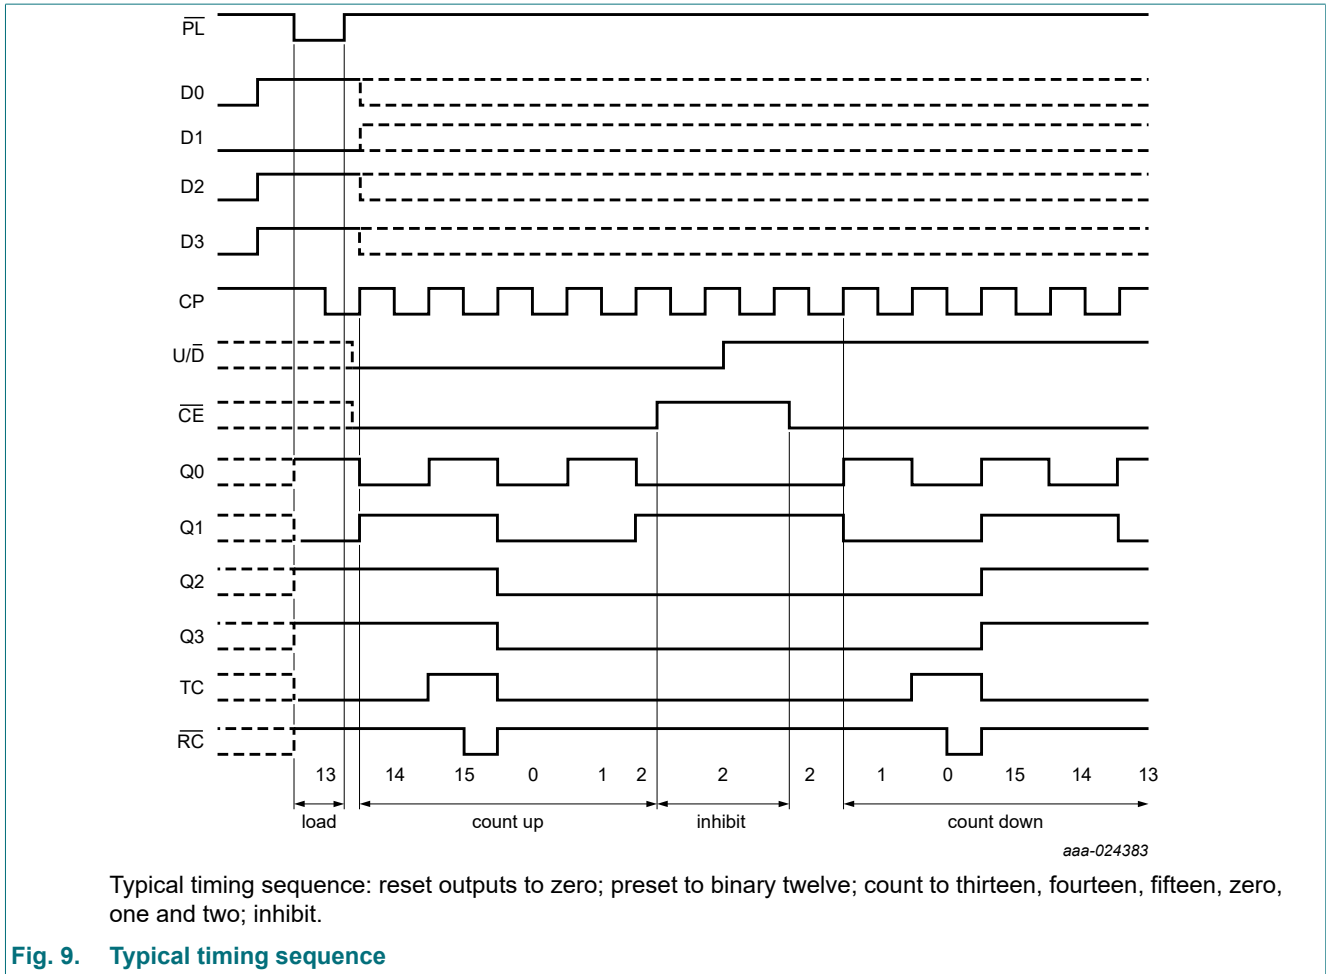 PL
D0
D1
D2
D3
CP
U/D̅
C̅E̅
Q0
Q1
Q2
Q3
TC
R̅C̅
13 14 15 0 1 2 2 2 1 0 15 14 13
load count up inhibit count down
aaa-024383
Typical timing sequence: reset outputs to zero; preset to binary twelve; count to thirteen, fourteen, fifteen, zero,
one and two; inhibit.
Fig. 9. Typical timing sequence